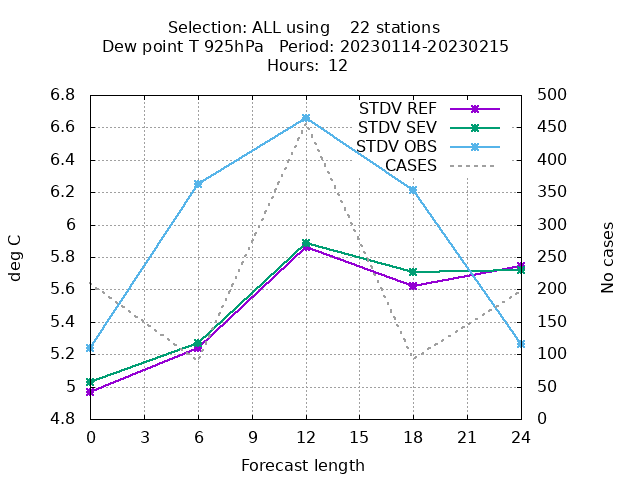 Selection: ALL using    22 stations
Dew point T 925hPa   Period: 20230114-20230215
Hours: 12
STDV REF
STDV SEV
STDV OBS
CASES
6.8
6.6
6.4
6.2
6
5.8
5.6
5.4
5.2
5
4.8
500
450
400
350
300
250
200
150
100
50
0
deg C
No cases
0 3 6 9 12 15 18 21 24
Forecast length